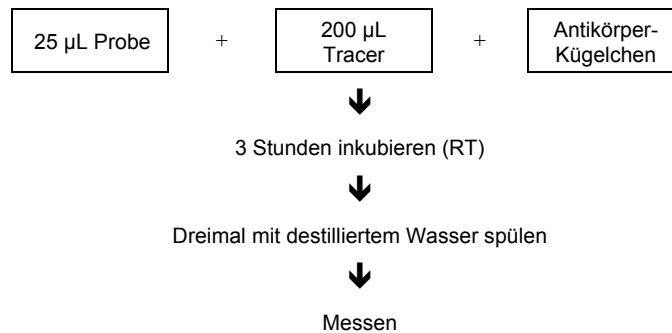 25 µL Probe + 200 µL Tracer + Antikörper-Kügelchen
3 Stunden inkubieren (RT)
Dreimal mit destilliertem Wasser spülen
Messen